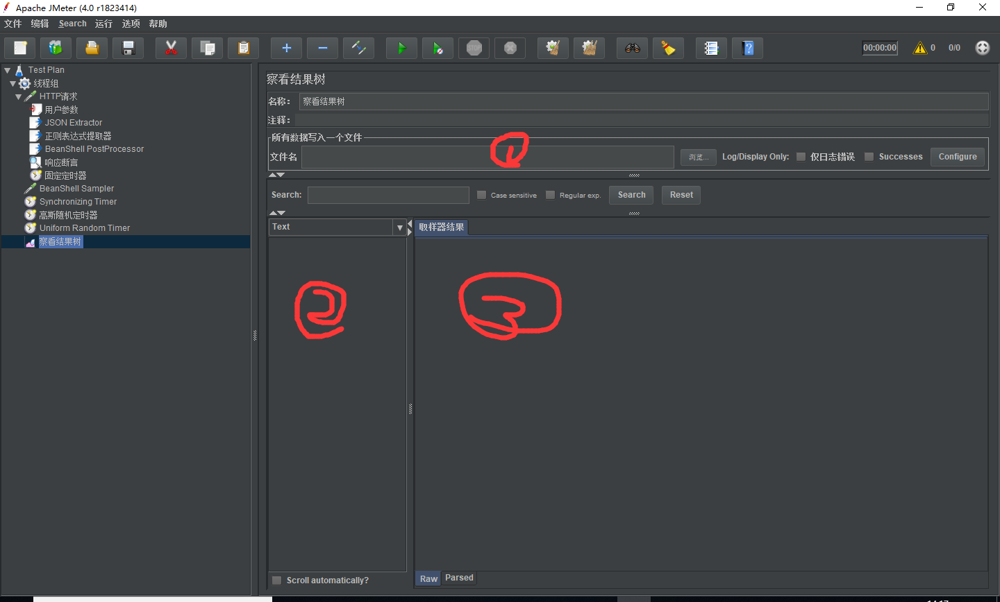 Apache JMeter (4.0 r1823414)
文件 编辑 Search 运行 选项 帮助
STOP
00:00:00 0 0/0
Test Plan
线程组
HTTP请求
用户参数
JSON Extractor
正则表达式提取器
BeanShell PostProcessor
响应断言
固定定时器
BeanShell Sampler
Synchronizing Timer
高斯随机定时器
Uniform Random Timer
察看结果树
察看结果树
名称： 察看结果树
注释：
所有数据写入一个文件
文件名 浏览... Log/Display Only: 仅日志错误 Successes Configure
1
Search: Case sensitive Regular exp. Search Reset
Text 取样器结果
2 3
Scroll automatically? Raw Parsed